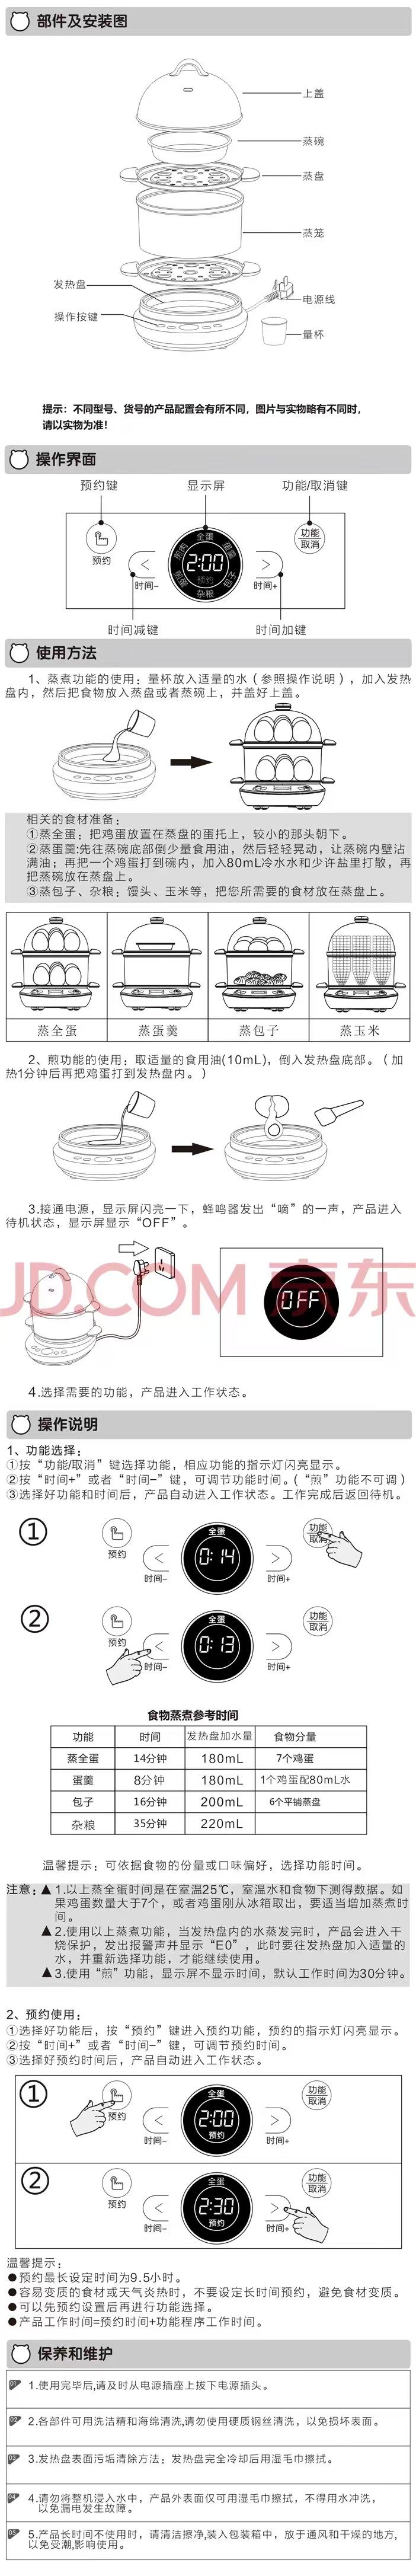 部件及安装图
上盖
蒸碗
蒸盘
蒸笼
发热盘
电源线
操作按键
量杯
提示：不同型号、货号的产品配置会有所不同，图片与实物略有不同时，
请以实物为准！
操作界面
预约键 显示屏 功能/取消键
预约
全蛋
蛋羹
包子
杂粮
煎蛋
煎肉
2:00
预约
功能
取消
时间- 时间+
时间减键 时间加键
使用方法
1、蒸煮功能的使用：量杯放入适量的水（参照操作说明），加入发热
盘内，然后把食物放入蒸盘或者蒸碗上，并盖好上盖。
相关的食材准备：
①蒸全蛋：把鸡蛋放置在蒸盘的蛋托上，较小的那头朝下。
②蒸蛋羹:先往蒸碗底部倒少量食用油，然后轻轻晃动，让蒸碗内壁沾
满油；再把一个鸡蛋打到碗内，加入80mL冷水水和少许盐里打散，再
把蒸碗放在蒸盘上。
③蒸包子、杂粮：馒头、玉米等，把您所需要的食材放在蒸盘上。
蒸全蛋 蒸蛋羹 蒸包子 蒸玉米
2、煎功能的使用：取适量的食用油(10mL)，倒入发热盘底部。（加
热1分钟后再把鸡蛋打到发热盘内。）
3.接通电源，显示屏闪亮一下，蜂鸣器发出“嘀”的一声，产品进入
待机状态，显示屏显示“OFF”。
JD.COM 京东
OFF
4.选择需要的功能，产品进入工作状态。
操作说明
1、功能选择：
①按“功能/取消”键选择功能，相应功能的指示灯闪亮显示。
②按“时间+”或者“时间-”键，可调节功能时间。(“煎”功能不可调）
③选择好功能和时间后，产品自动进入工作状态。工作完成后返回待机。
①
预约
全蛋
0:14
功能
取消
时间- 时间+
②
预约
全蛋
0:13
功能
取消
时间- 时间+
食物蒸煮参考时间
功能 时间 发热盘加水量 食物分量
蒸全蛋 14分钟 180mL 7个鸡蛋
蛋羹 8分钟 180mL 1个鸡蛋配80mL水
包子 16分钟 200mL 6个平铺蒸盘
杂粮 35分钟 220mL
温馨提示：可依据食物的份量或口味偏好，选择功能时间。
注意：▲1.以上蒸全蛋时间是在室温25℃，室温水和食物下测得数据。如
果鸡蛋数量大于7个，或者鸡蛋刚从冰箱取出，要适当增加蒸煮时
间。
▲2.使用以上蒸煮功能，当发热盘内的水蒸发完时，产品会进入干
烧保护，发出报警声并显示“E0”，此时要往发热盘加入适量的
水，并重新选择功能，才能继续使用。
▲3.使用“煎”功能，显示屏不显示时间，默认工作时间为30分钟。
2、预约使用：
①选择好功能后，按“预约”键进入预约功能，预约的指示灯闪亮显示。
②按“时间+”或者“时间-”键，可调节预约时间。
③选择好预约时间后，产品自动进入工作状态。
①
预约
全蛋
2:00
预约
功能
取消
时间- 时间+
②
预约
全蛋
2:30
预约
功能
取消
时间- 时间+
温馨提示：
●预约最长设定时间为9.5小时。
●容易变质的食材或天气炎热时，不要设定长时间预约，避免食材变质。
●可以先预约设置后再进行功能选择。
●产品工作时间=预约时间+功能程序工作时间。
保养和维护
1.使用完毕后,请及时从电源插座上拔下电源插头。
2.各部件可用洗洁精和海绵清洗,请勿使用硬质钢丝清洗，以免损坏表面。
3.发热盘表面污垢清除方法：发热盘完全冷却后用湿毛巾擦拭。
4.请勿将整机浸入水中，产品外表面仅可用湿毛巾擦拭，不得用水冲洗，
以免漏电发生故障。
5.产品长时间不使用时，请清洁擦净,装入包装箱中，放于通风和干燥的地方，
以免受潮,影响使用。